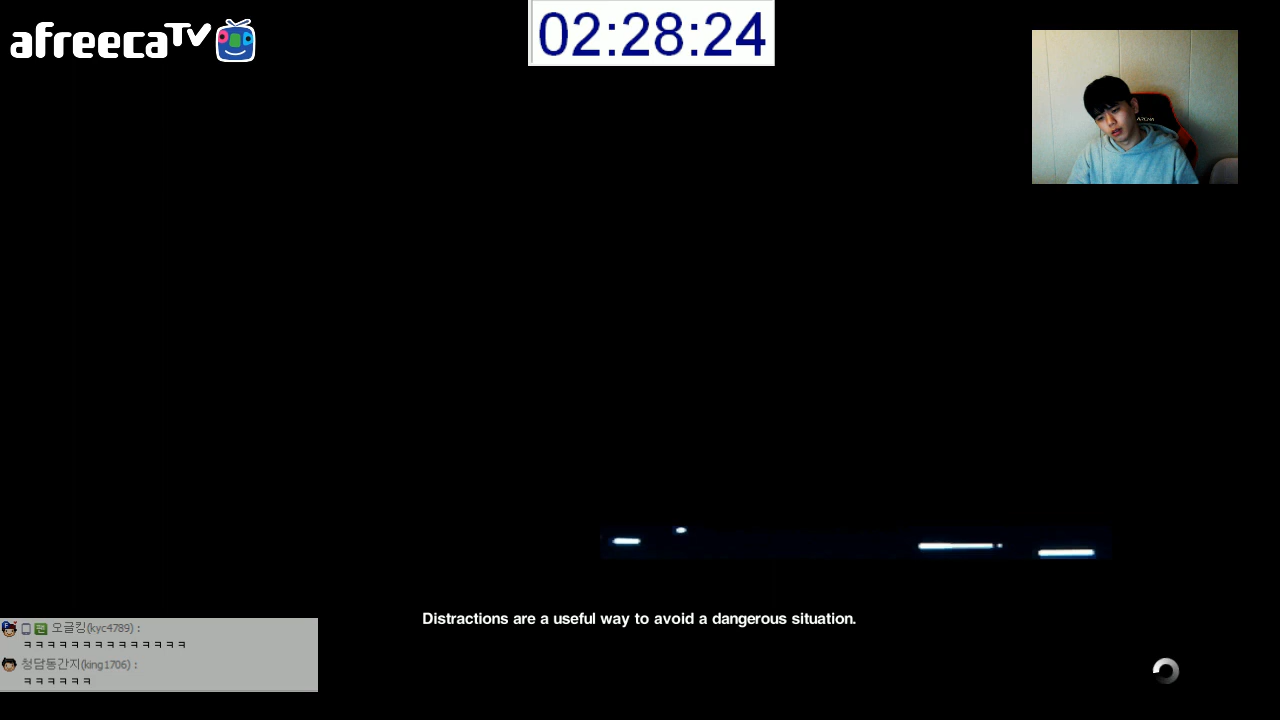 afreecaTV
02:28:24
Distractions are a useful way to avoid a dangerous situation.
오글킹(kyc4789) :
ㅋㅋㅋㅋㅋㅋㅋㅋㅋㅋㅋㅋㅋㅋ
청담동간지(king1706) :
ㅋㅋㅋㅋㅋㅋ